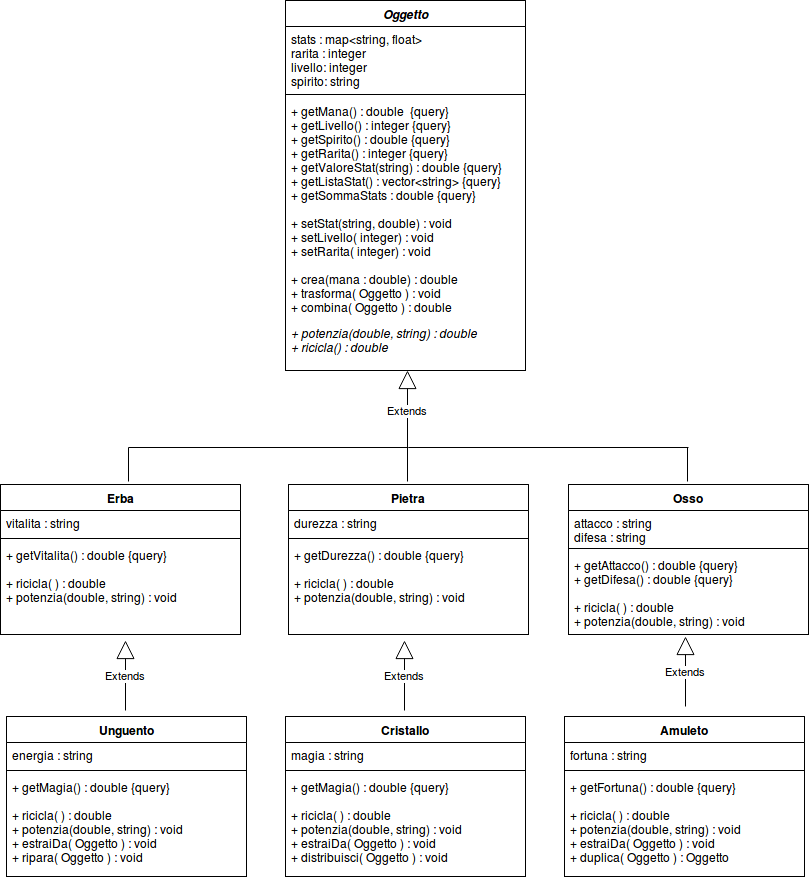 Oggetto
stats : map<string, float>
rarita : integer
livello: integer
spirito: string
+ getMana() : double {query}
+ getLivello() : integer {query}
+ getSpirito() : double {query}
+ getRarita() : integer {query}
+ getValoreStat(string) : double {query}
+ getListaStat() : vector<string> {query}
+ getSommaStats : double {query}
+ setStat(string, double) : void
+ setLivello( integer) : void
+ setRarita( integer) : void
+ crea(mana : double) : double
+ trasforma( Oggetto ) : void
+ combina( Oggetto ) : double
+ potenzia(double, string) : double
+ ricicla() : double
Extends
Erba
vitalita : string
+ getVitalita() : double {query}
+ ricicla( ) : double
+ potenzia(double, string) : void
Pietra
durezza : string
+ getDurezza() : double {query}
+ ricicla( ) : double
+ potenzia(double, string) : void
Osso
attacco : string
difesa : string
+ getAttacco() : double {query}
+ getDifesa() : double {query}
+ ricicla( ) : double
+ potenzia(double, string) : void
Extends
Extends
Extends
Unguento
energia : string
+ getMagia() : double {query}
+ ricicla( ) : double
+ potenzia(double, string) : void
+ estraiDa( Oggetto ) : void
+ ripara( Oggetto ) : void
Cristallo
magia : string
+ getMagia() : double {query}
+ ricicla( ) : double
+ potenzia(double, string) : void
+ estraiDa( Oggetto ) : void
+ distribuisci( Oggetto ) : void
Amuleto
fortuna : string
+ getFortuna() : double {query}
+ ricicla( ) : double
+ potenzia(double, string) : void
+ estraiDa( Oggetto ) : void
+ duplica( Oggetto ) : Oggetto